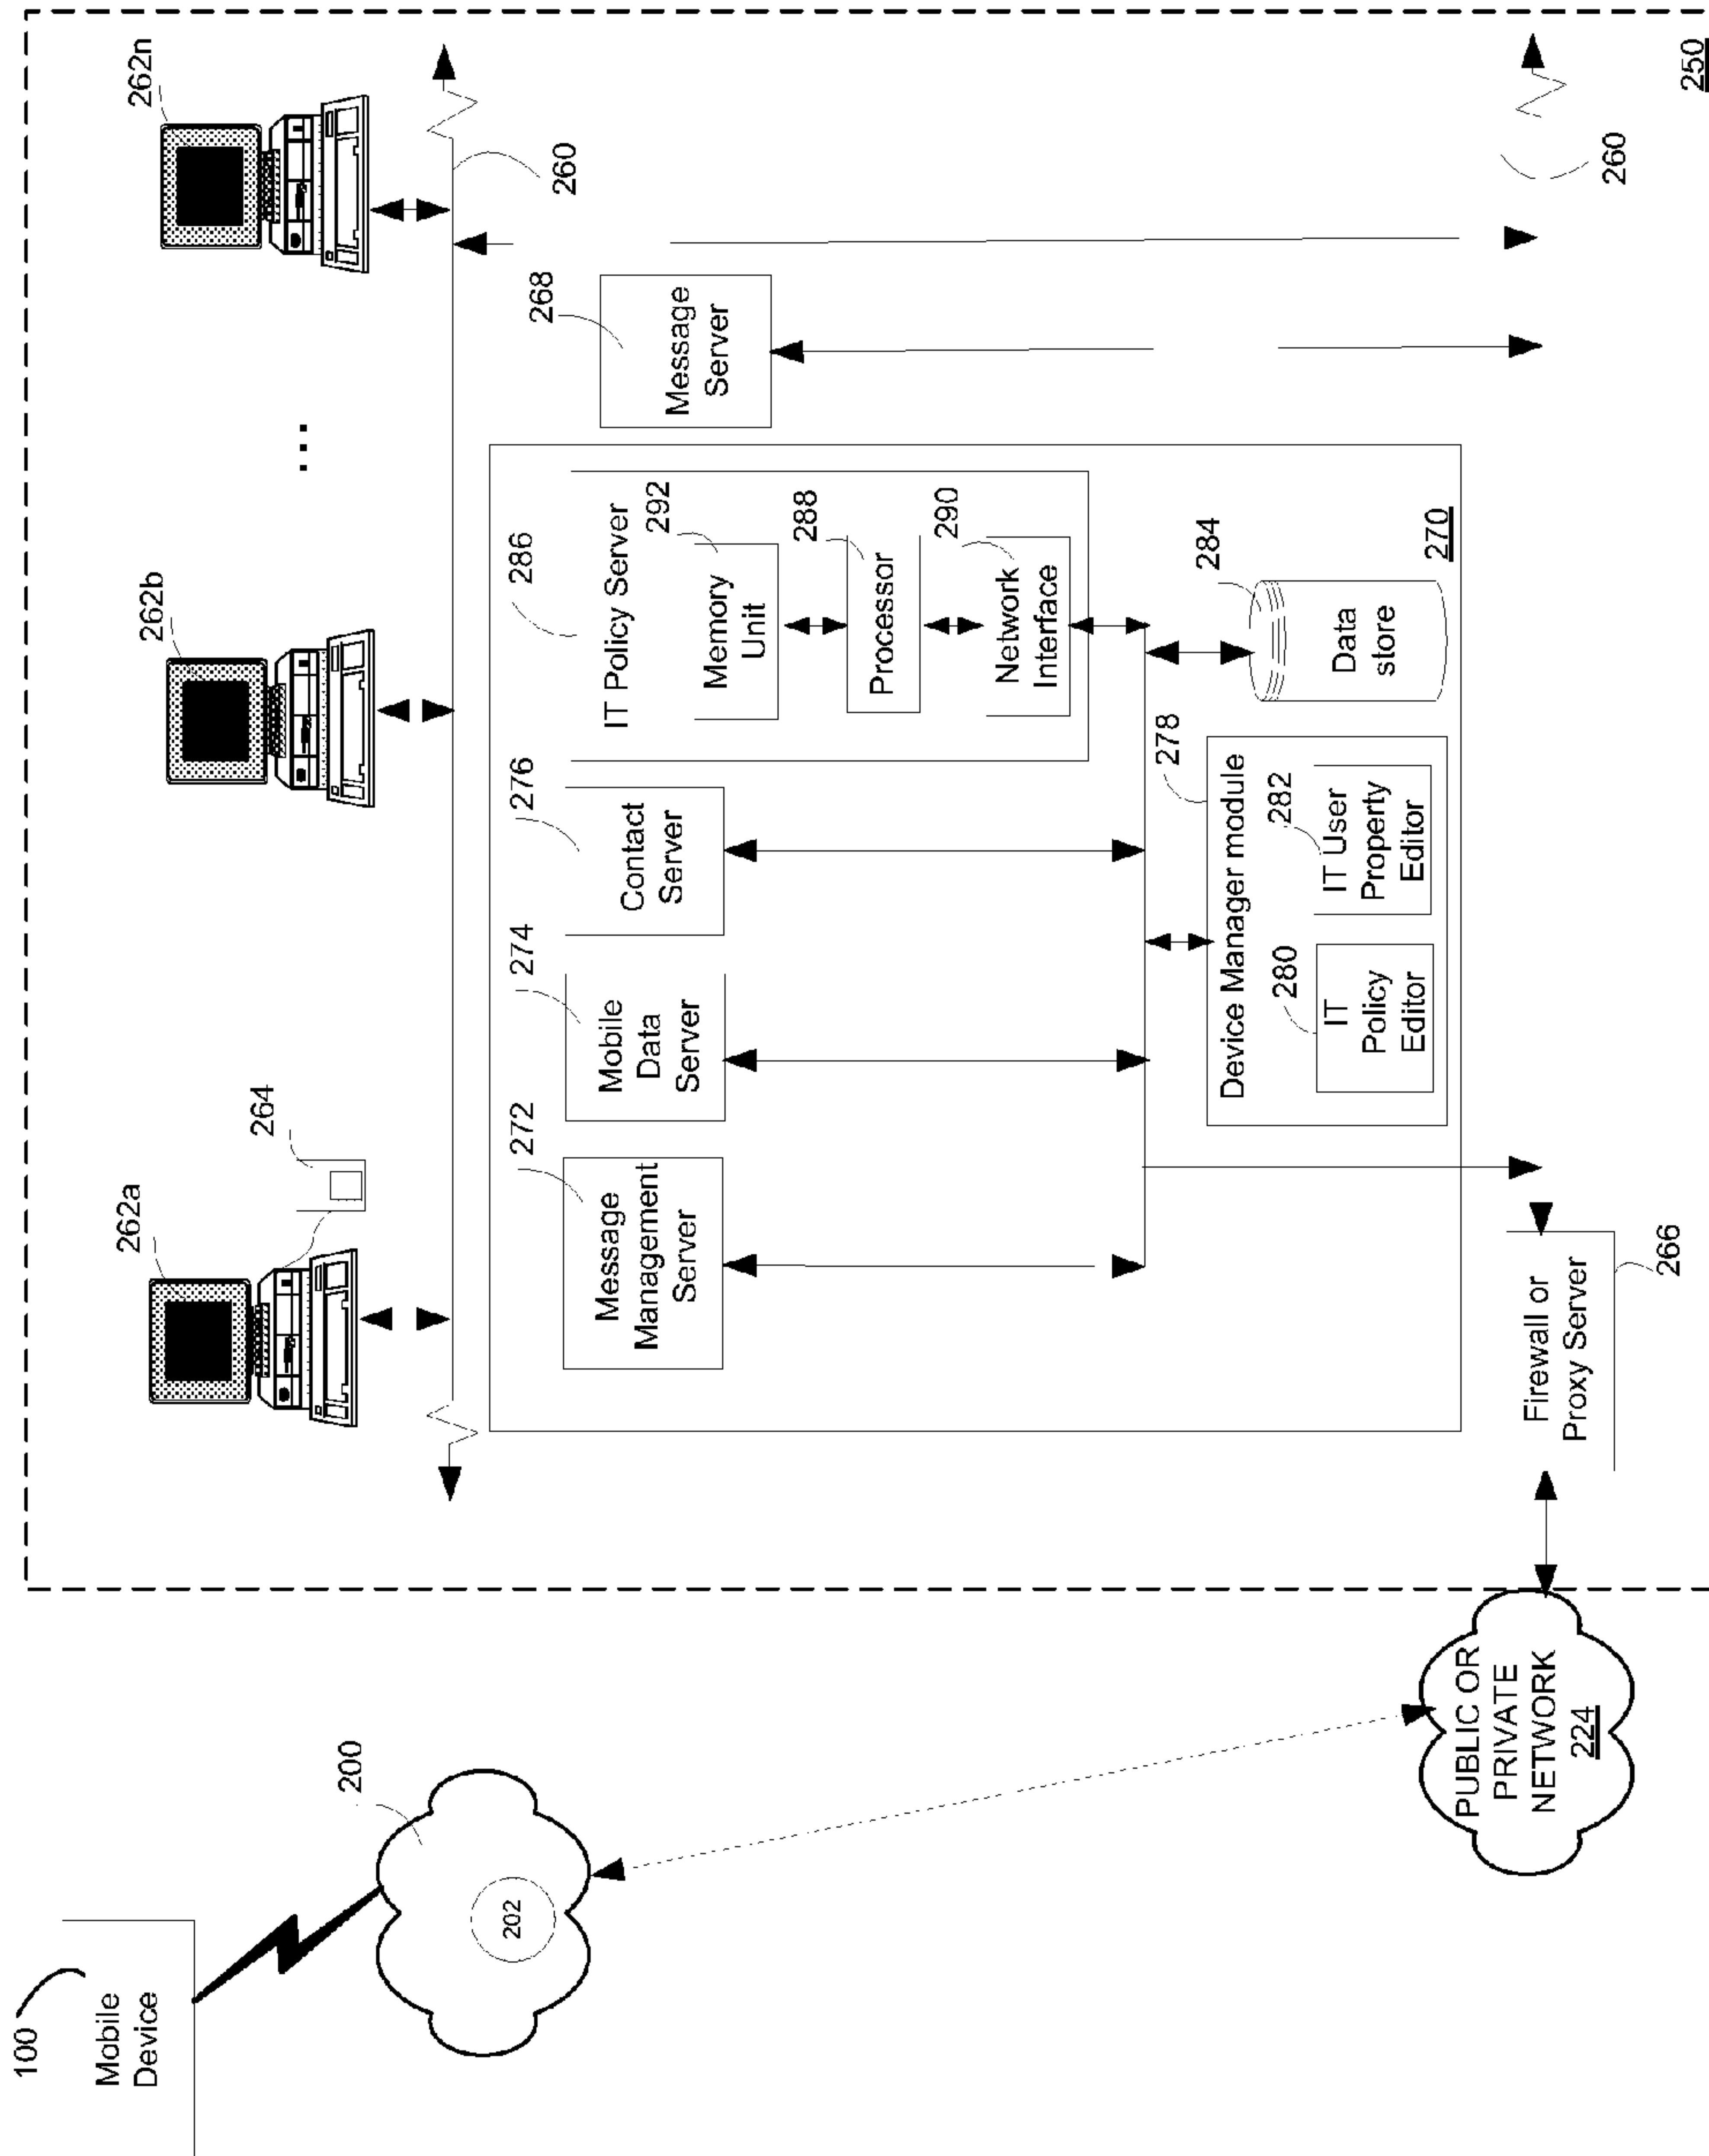 100
Mobile
Device
200
202
PUBLIC OR
PRIVATE
NETWORK
224
262a
264
262b
...
262n
260
272
Message
Management
Server
274
Mobile
Data
Server
276
Contact
Server
286
IT Policy Server
292
Memory
Unit
288
Processor
290
Network
Interface
268
Message
Server
278
Device Manager module
280
IT
Policy
Editor
282
IT User
Property
Editor
284
Data
store
270
Firewall or
Proxy Server
266
260
250